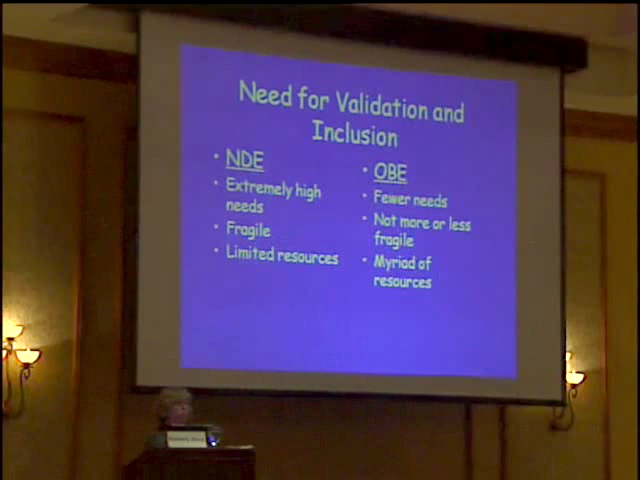 Need for Validation and
Inclusion
• NDE
• Extremely high
needs
• Fragile
• Limited resources
• OBE
• Fewer needs
• Not more or less
fragile
• Myriad of
resources